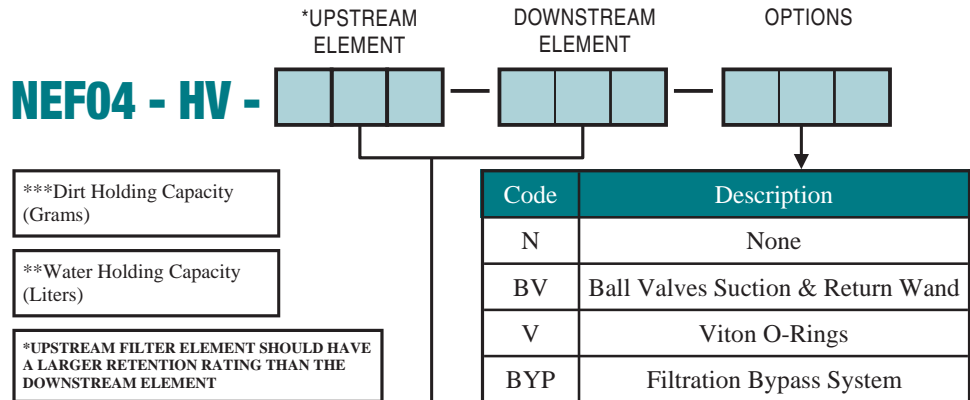 *UPSTREAM
ELEMENT
DOWNSTREAM
ELEMENT
OPTIONS
NEF04 - HV -
***Dirt Holding Capacity
(Grams)
**Water Holding Capacity
(Liters)
*UPSTREAM FILTER ELEMENT SHOULD HAVE
A LARGER RETENTION RATING THAN THE
DOWNSTREAM ELEMENT
Code Description
N None
BV Ball Valves Suction & Return Wand
V Viton O-Rings
BYP Filtration Bypass System